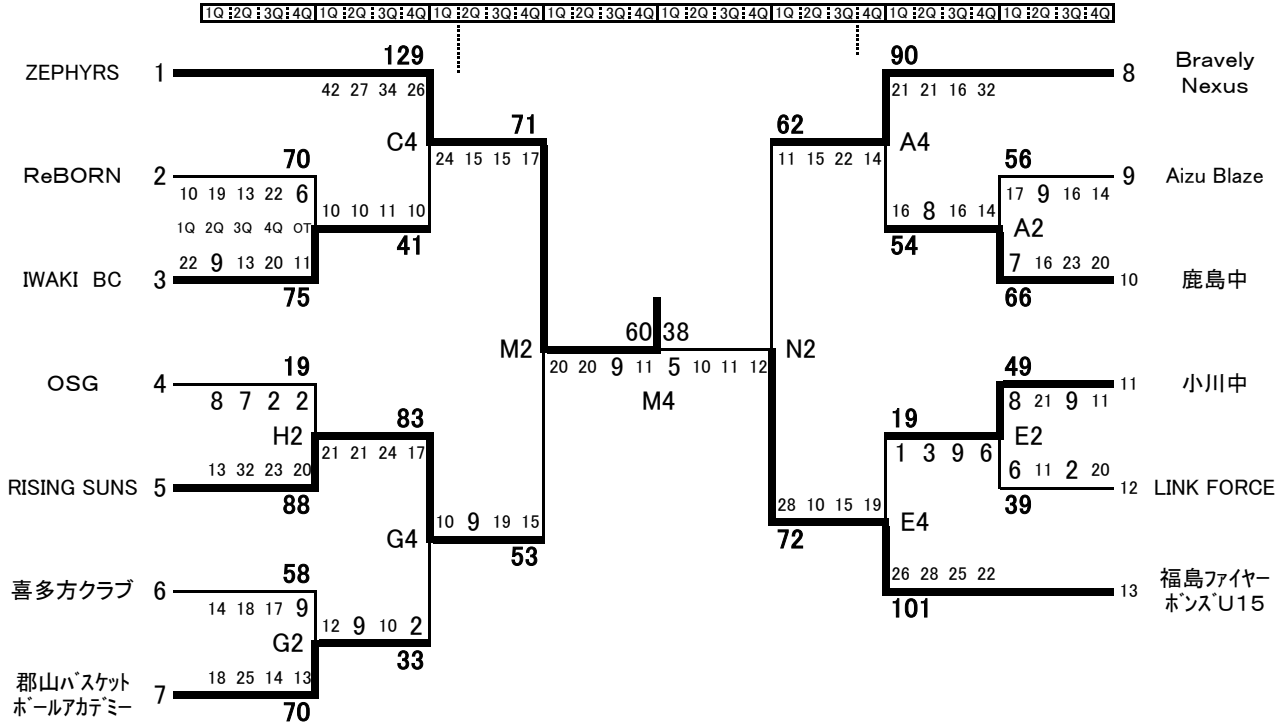 1Q 2Q 3Q 4Q 1Q 2Q 3Q 4Q 1Q 2Q 3Q 4Q 1Q 2Q 3Q 4Q 1Q 2Q 3Q 4Q 1Q 2Q 3Q 4Q 1Q 2Q 3Q 4Q 1Q 2Q 3Q 4Q
129 90
ZEPHYRS 1 8 Bravely
Nexus
42 27 34 26 21 21 16 32
71 62
C4 A4
24 15 15 17 11 15 22 14
70 56
ReBORN 2 9 Aizu Blaze
10 19 13 22 6 17 9 16 14
10 10 11 10 16 8 16 14
1Q 2Q 3Q 4Q OT A2
41 54
22 9 13 20 11 7 16 23 20
IWAKI BC 3 10 鹿島中
75 66
60 38
M2 N2
20 20 9 11 5 10 11 12
M4
19 49
OSG 4 11 小川中
8 7 2 2 8 21 9 11
83 19
H2 E2
21 21 24 17 1 3 9 6
13 32 23 20 6 11 2 20
RISING SUNS 5 12 LINK FORCE
88 39
10 9 19 15 28 10 15 19
G4 E4
53 72
58 26 28 25 22
喜多方クラブ 6 13 福島ファイヤー
ボンズU15
14 18 17 9 101
12 9 10 2
G2
33
18 25 14 13
郡山バスケット
ボールアカデミー 7
70